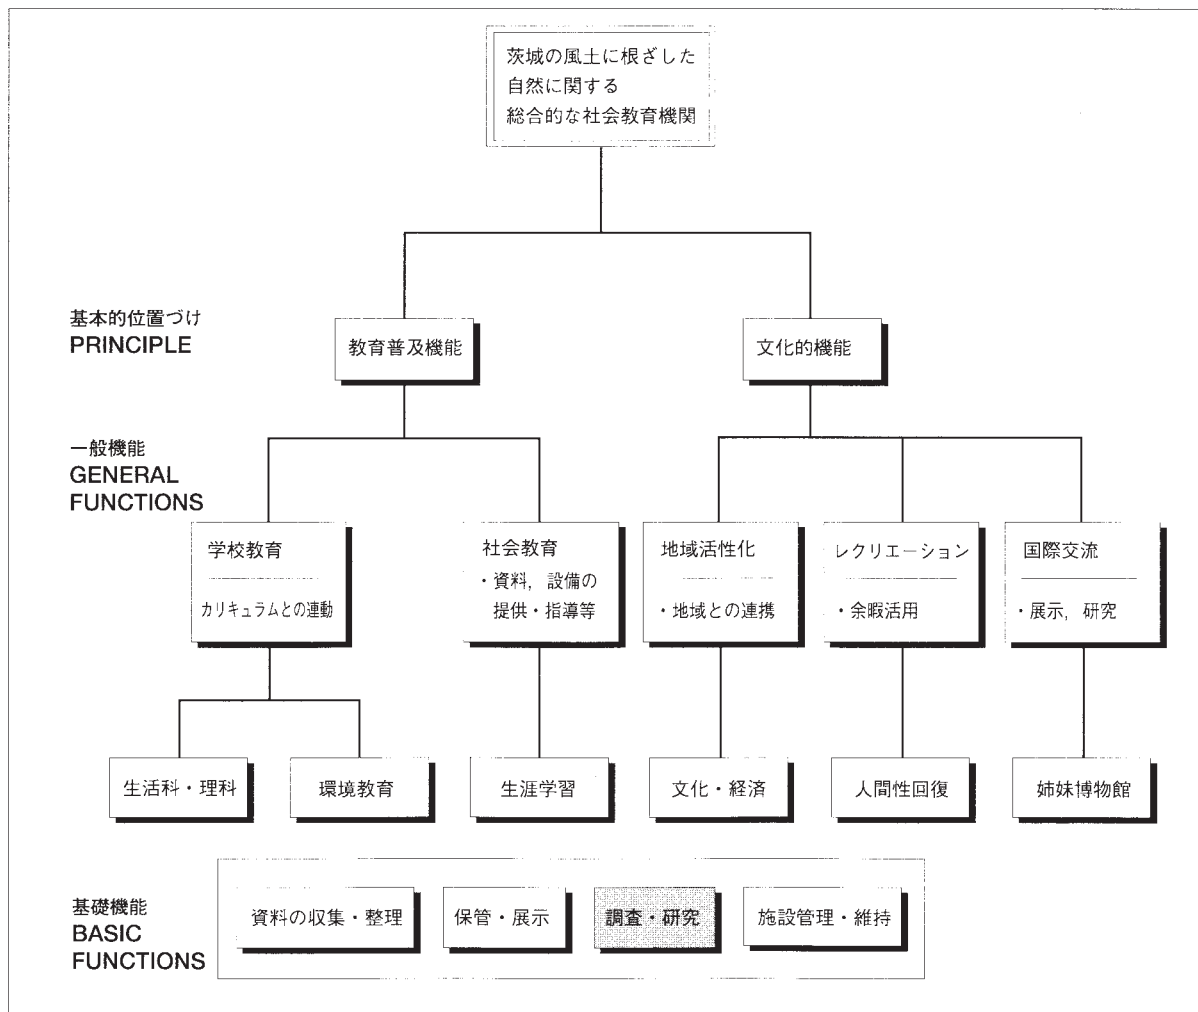 茨城の風土に根ざした
自然に関する
総合的な社会教育機関
基本的位置づけ
PRINCIPLE
教育普及機能
文化的機能
一般機能
GENERAL
FUNCTIONS
学校教育
カリキュラムとの連動
社会教育
・資料，設備の
提供・指導等
地域活性化
・地域との連携
レクリエーション
・余暇活用
国際交流
・展示，研究
生活科・理科
環境教育
生涯学習
文化・経済
人間性回復
姉妹博物館
基礎機能
BASIC
FUNCTIONS
資料の収集・整理
保管・展示
調査・研究
施設管理・維持